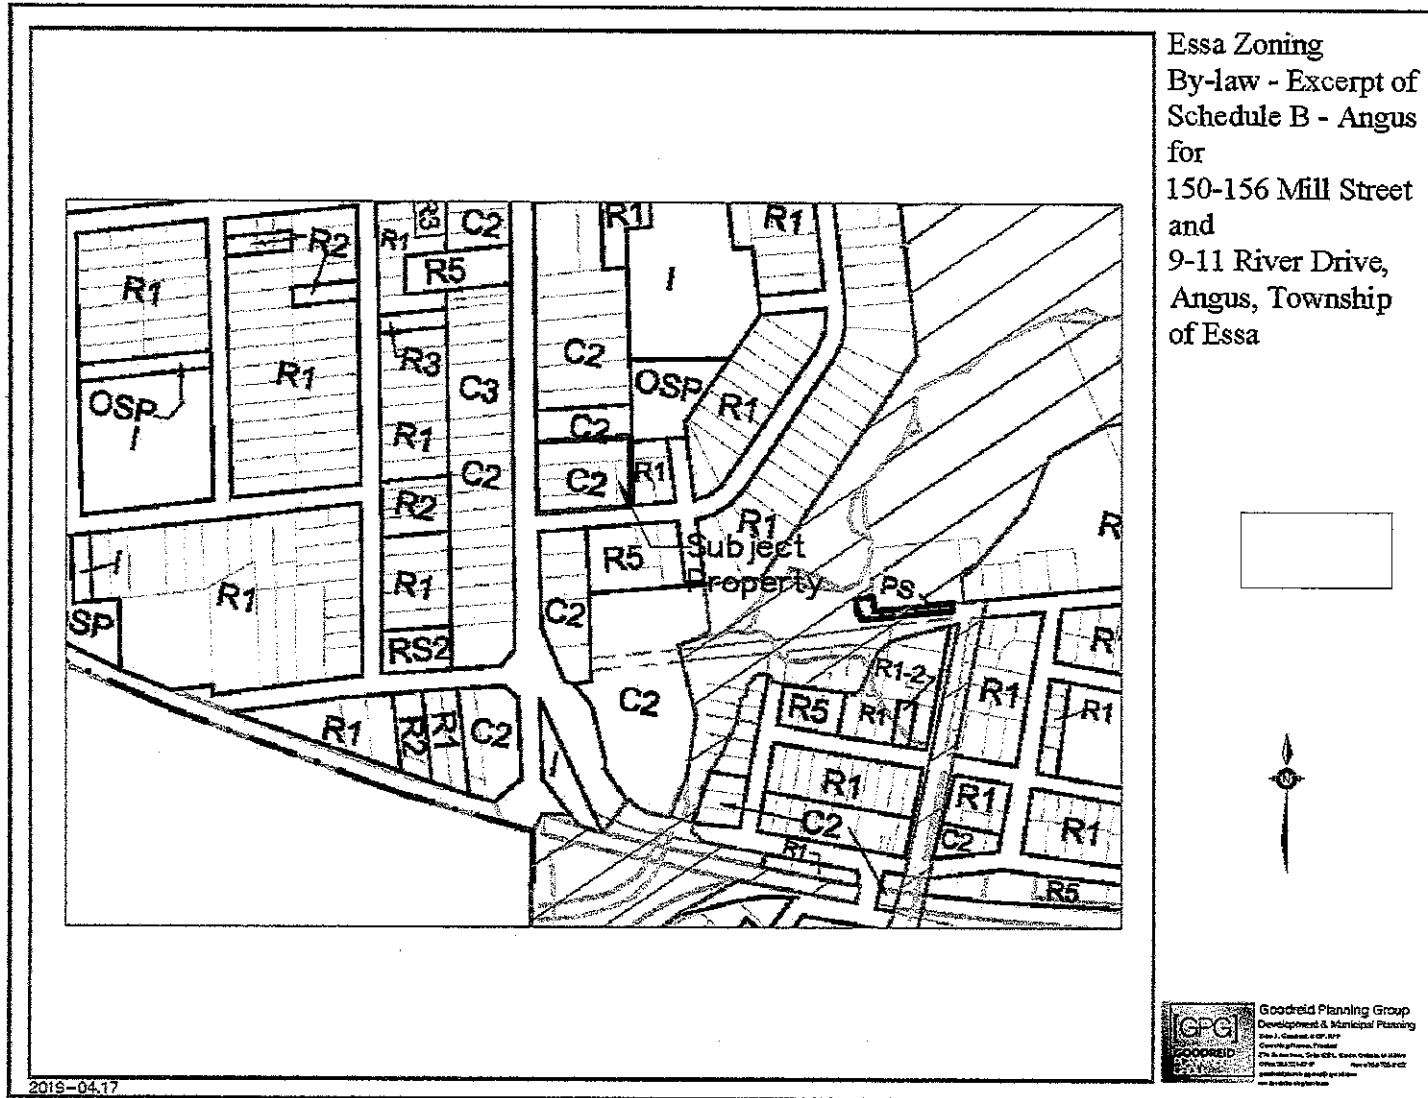 Essa Zoning
By-law - Excerpt of
Schedule B - Angus
for
150-156 Mill Street
and
9-11 River Drive,
Angus, Township
of Essa
R1
R3
C2
R1
R1
R2
R1
R5
I
R1
C2
R1
R3
OSP
R1
C3
OSP
I
R1
C2
R1
C2
C2
R1
R2
R1
R
Subject
Property
R5
I
R1
R1
PS
C2
SP
RS2
R
R1-2
C2
R1
R5
R1
R1
R1
R2
R1
C2
I
R1
R1
C2
R1
C2
R1
R5
GPG
GOODREID
Goodreid Planning Group
Development & Municipal Planning
2019-04.17